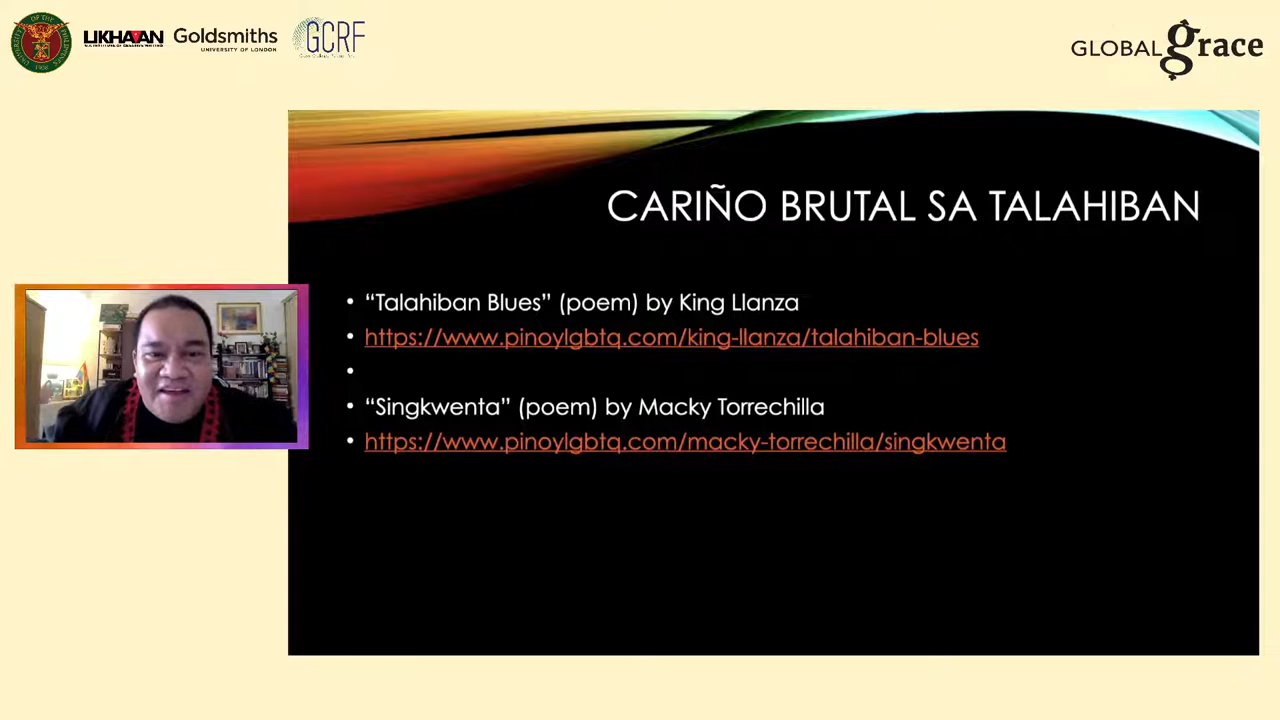 LIKHAAN
Goldsmiths
UNIVERSITY OF LONDON
GCRF
GLOBAL grace
CARIÑO BRUTAL SA TALAHIBAN
• “Talahiban Blues” (poem) by King Llanza
• https://www.pinoylgbtq.com/king-llanza/talahiban-blues
•
• “Singkwenta” (poem) by Macky Torrechilla
• https://www.pinoylgbtq.com/macky-torrechilla/singkwenta